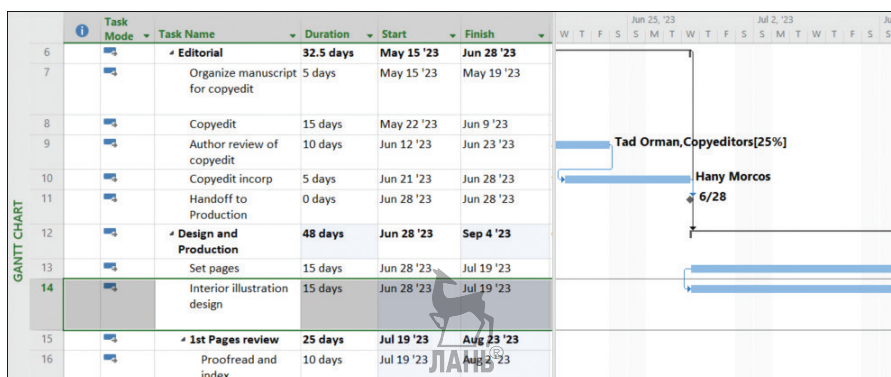 Jun 25, '23 Jul 2, '23
Task Mode Task Name Duration Start Finish
W T F S S M T W T F S S M T W T F S S
6 Editorial 32.5 days May 15 '23 Jun 28 '23
7 Organize manuscript 5 days May 15 '23 May 19 '23
for copyedit
8 Copyedit 15 days May 22 '23 Jun 9 '23
9 Author review of 10 days Jun 12 '23 Jun 23 '23
copyedit
Tad Orman,Copyeditors[25%]
10 Copyedit incorp 5 days Jun 21 '23 Jun 28 '23
Hany Morcos
11 Handoff to 0 days Jun 28 '23 Jun 28 '23
Production
6/28
12 Design and 48 days Jun 28 '23 Sep 4 '23
Production
13 Set pages 15 days Jun 28 '23 Jul 19 '23
14 Interior illustration 15 days Jun 28 '23 Jul 19 '23
design
15 1st Pages review 25 days Jul 19 '23 Aug 23 '23
16 Proofread and 10 days Jul 19 '23 Aug 2, '23
index
GANTT CHART
ЛАНЬ®